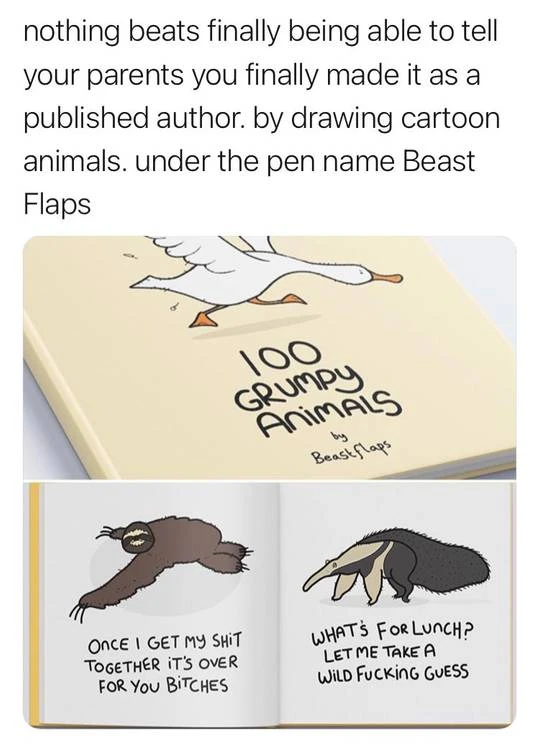 nothing beats finally being able to tell
your parents you finally made it as a
published author. by drawing cartoon
animals. under the pen name Beast
Flaps
100
GRUMPY
ANiMALS
by
Beastflaps
ONCE I GET MY SHiT
TOGETHER iT'S OVER
FOR YOU BiTCHES
WHAT'S FOR LUNCH?
LET ME TAKE A
WiLD FUCKiNG GUESS